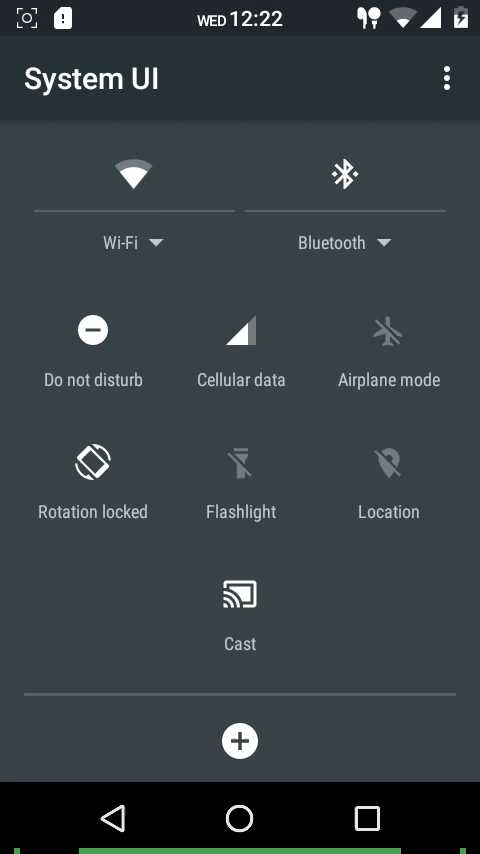 WED 12:22
System UI
Wi-Fi
Bluetooth
Do not disturb
Cellular data
Airplane mode
Rotation locked
Flashlight
Location
Cast